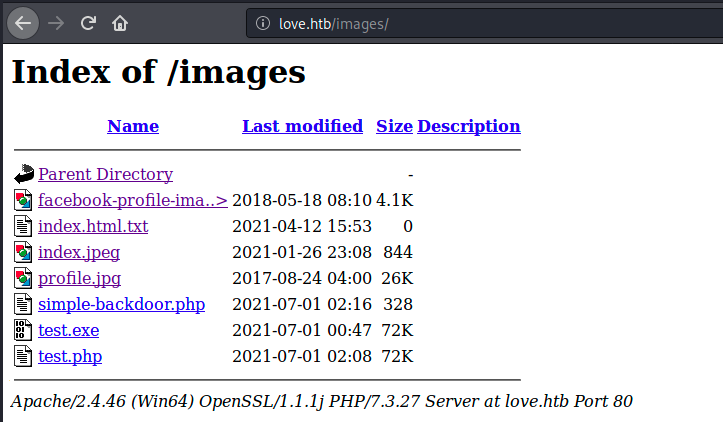 love.htb/images/
Index of /images
Name Last modified Size Description
Parent Directory -
facebook-profile-ima..> 2018-05-18 08:10 4.1K
index.html.txt 2021-04-12 15:53 0
index.jpeg 2021-01-26 23:08 844
profile.jpg 2017-08-24 04:00 26K
simple-backdoor.php 2021-07-01 02:16 328
test.exe 2021-07-01 00:47 72K
test.php 2021-07-01 02:08 72K
Apache/2.4.46 (Win64) OpenSSL/1.1.1j PHP/7.3.27 Server at love.htb Port 80